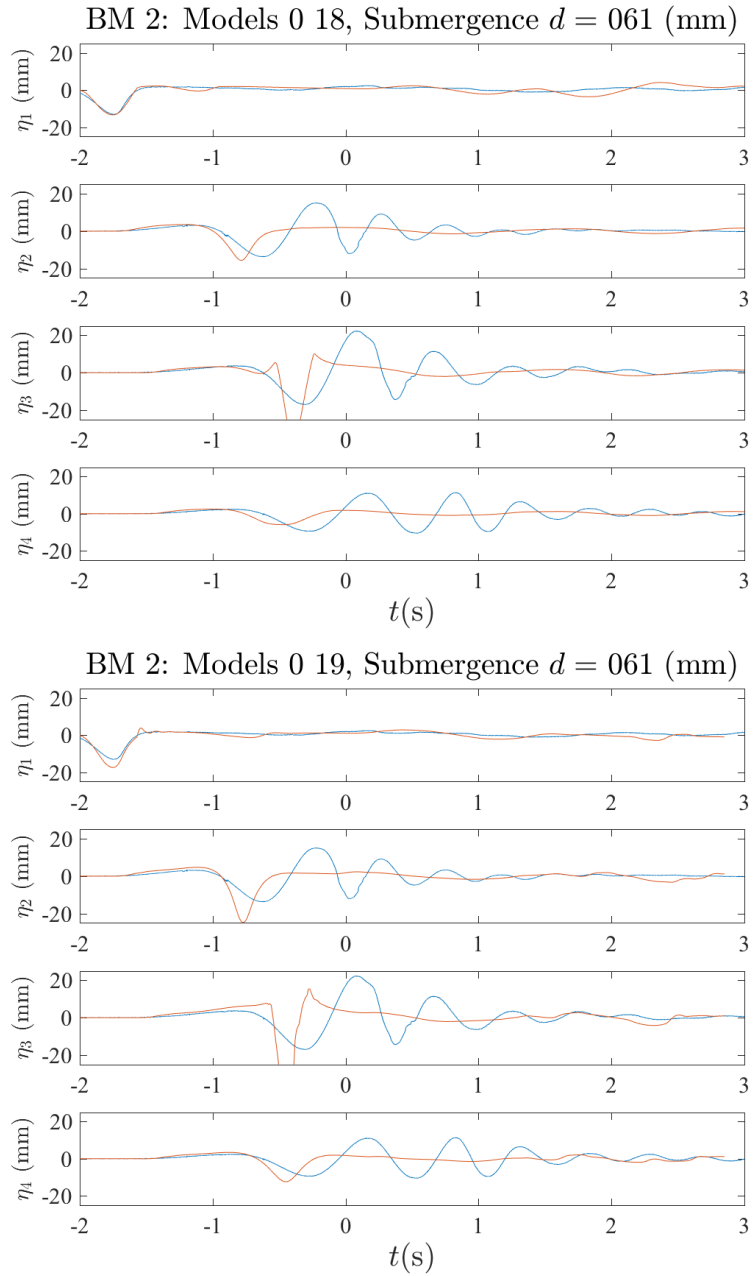 BM 2: Models 0 18, Submergence d = 061 (mm)
20
0
-20
η1 (mm)
-2 -1 0 1 2 3
20
0
-20
η2 (mm)
-2 -1 0 1 2 3
20
0
-20
η3 (mm)
-2 -1 0 1 2 3
20
0
-20
η4 (mm)
-2 -1 0 1 2 3
t(s)
BM 2: Models 0 19, Submergence d = 061 (mm)
20
0
-20
η1 (mm)
-2 -1 0 1 2 3
20
0
-20
η2 (mm)
-2 -1 0 1 2 3
20
0
-20
η3 (mm)
-2 -1 0 1 2 3
20
0
-20
η4 (mm)
-2 -1 0 1 2 3
t(s)